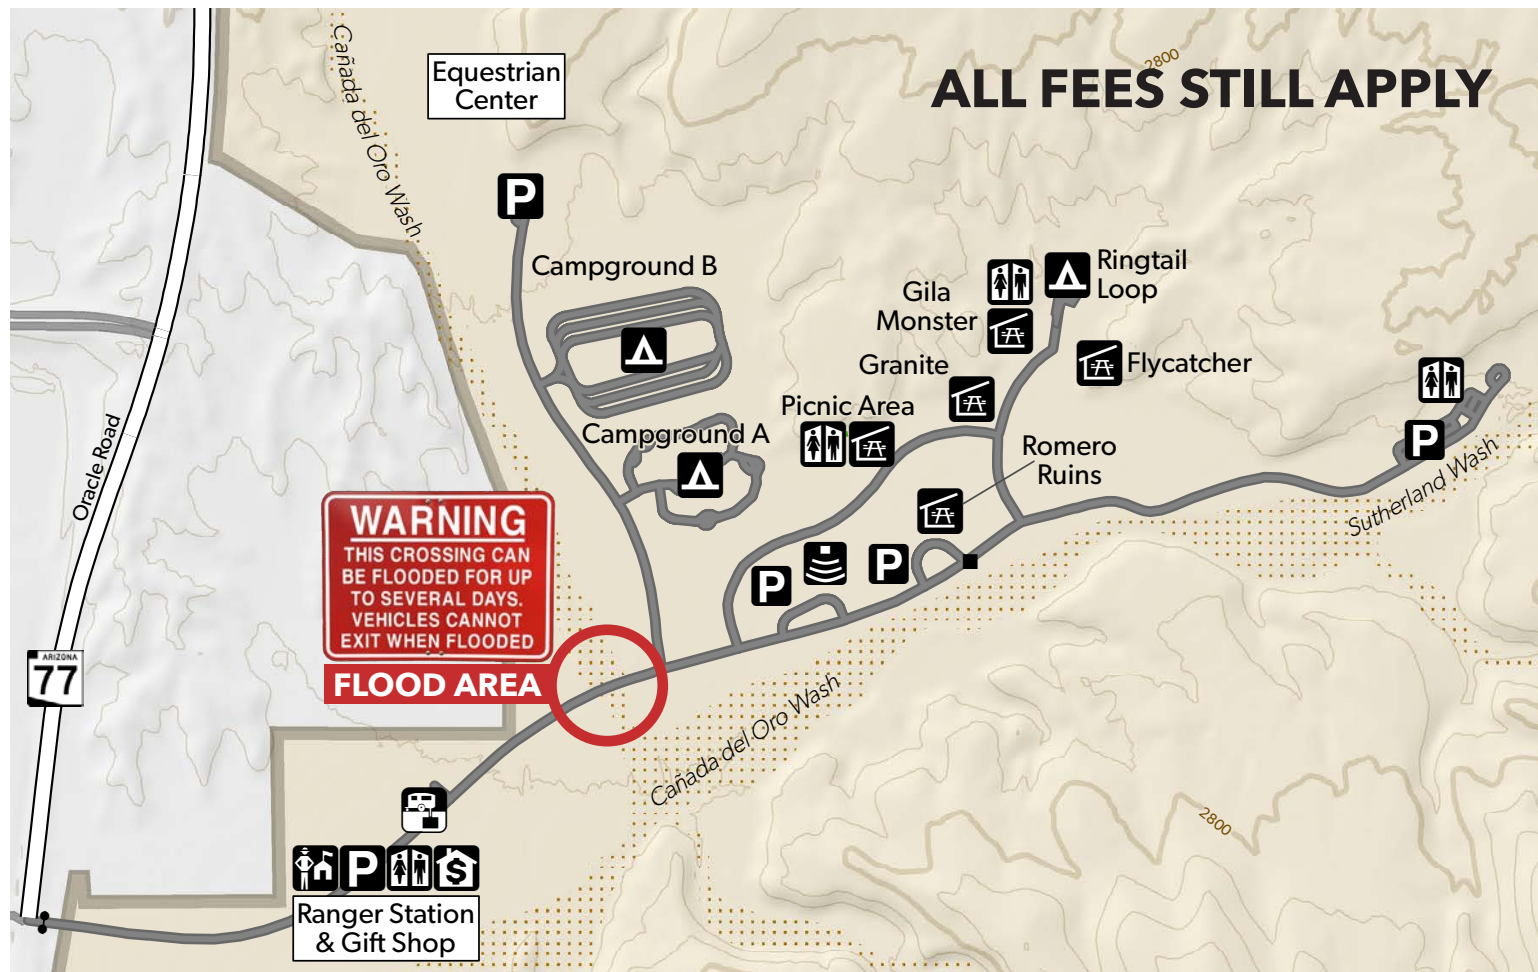 ALL FEES STILL APPLY
2800
Cañada del Oro Wash
Equestrian
Center
P
Campground B
Ringtail
Loop
Gila
Monster
Granite
Flycatcher
Picnic Area
Campground A
Romero
Ruins
P
Sutherland Wash
Oracle Road
WARNING
THIS CROSSING CAN
BE FLOODED FOR UP
TO SEVERAL DAYS.
VEHICLES CANNOT
EXIT WHEN FLOODED
FLOOD AREA
P
P
ARIZONA
77
Cañada del Oro Wash
2800
P
$
Ranger Station
& Gift Shop